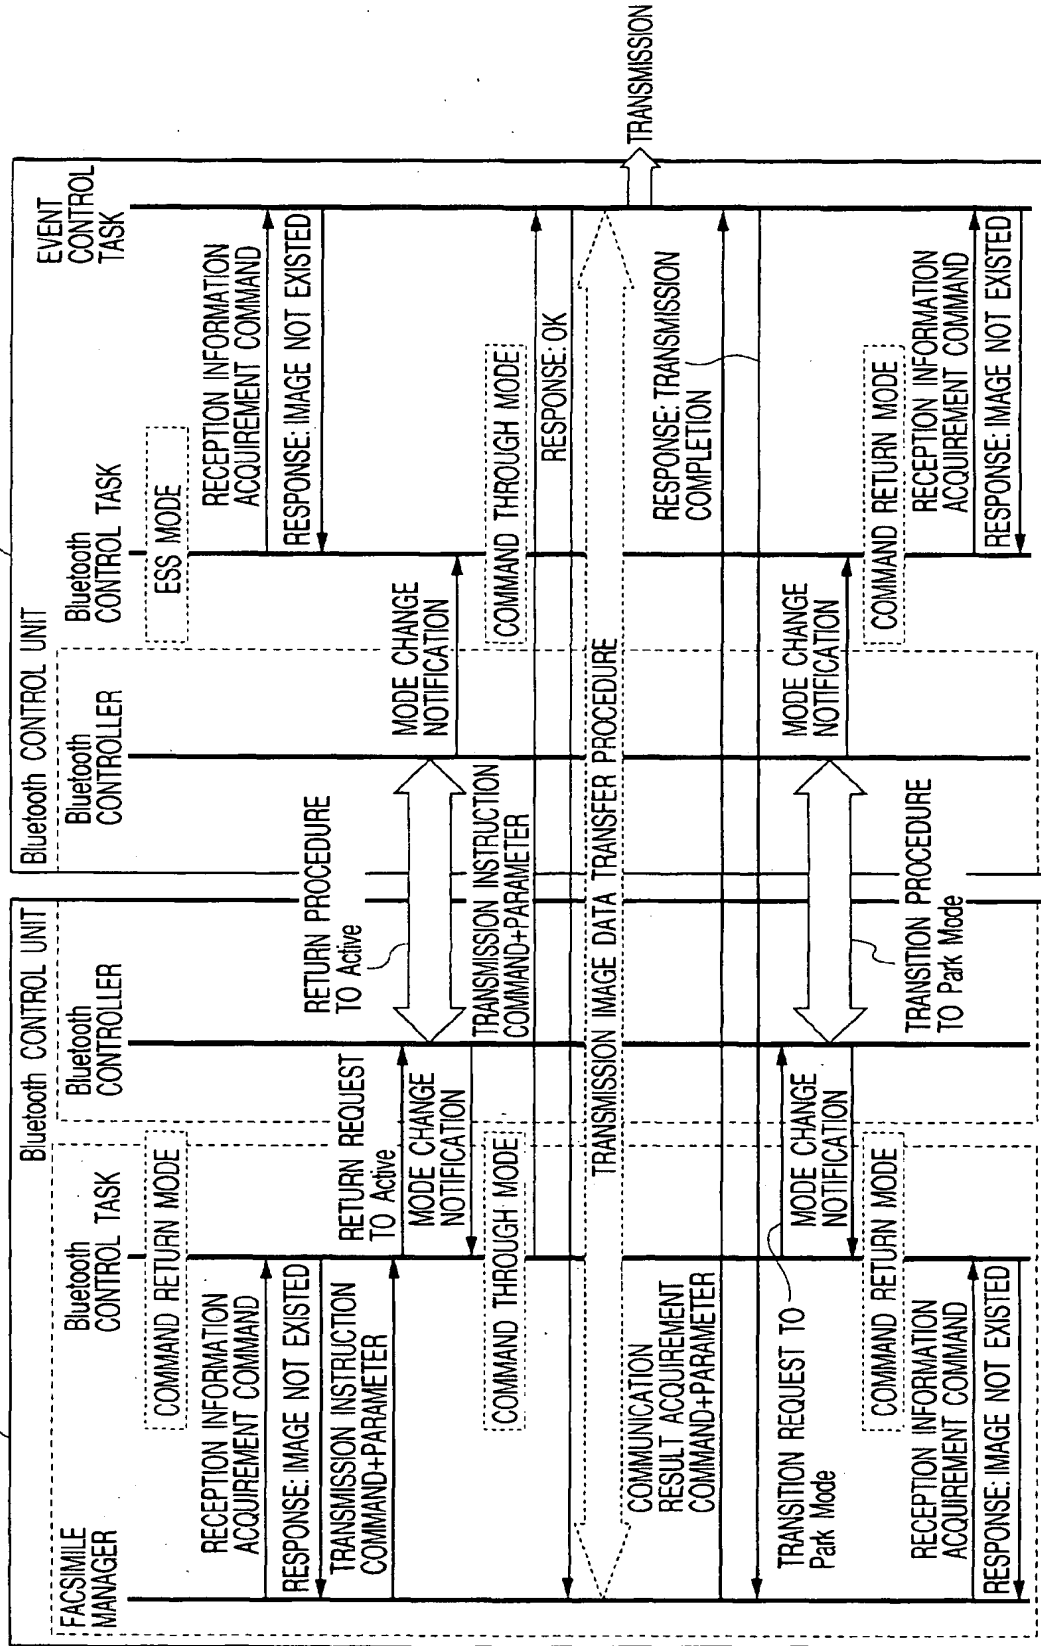 Bluetooth CONTROL UNIT
FACSIMILE
MANAGER
Bluetooth
CONTROL TASK
Bluetooth
CONTROLLER
Bluetooth CONTROL UNIT
Bluetooth
CONTROLLER
Bluetooth
CONTROL TASK
EVENT
CONTROL
TASK
COMMAND RETURN MODE
ESS MODE
RECEPTION INFORMATION
ACQUIREMENT COMMAND
RESPONSE: IMAGE NOT EXISTED
RECEPTION INFORMATION
ACQUIREMENT COMMAND
RESPONSE: IMAGE NOT EXISTED
TRANSMISSION INSTRUCTION
COMMAND+PARAMETER
RETURN REQUEST
TO Active
RETURN PROCEDURE
TO Active
MODE CHANGE
NOTIFICATION
MODE CHANGE
NOTIFICATION
COMMAND THROUGH MODE
TRANSMISSION INSTRUCTION
COMMAND+PARAMETER
COMMAND THROUGH MODE
RESPONSE: OK
TRANSMISSION IMAGE DATA TRANSFER PROCEDURE
TRANSMISSION
COMMUNICATION
RESULT ACQUIREMENT
COMMAND+PARAMETER
RESPONSE: TRANSMISSION
COMPLETION
TRANSITION REQUEST TO
Park Mode
MODE CHANGE
NOTIFICATION
TRANSITION PROCEDURE
TO Park Mode
MODE CHANGE
NOTIFICATION
COMMAND RETURN MODE
COMMAND RETURN MODE
RECEPTION INFORMATION
ACQUIREMENT COMMAND
RESPONSE: IMAGE NOT EXISTED
RECEPTION INFORMATION
ACQUIREMENT COMMAND
RESPONSE: IMAGE NOT EXISTED